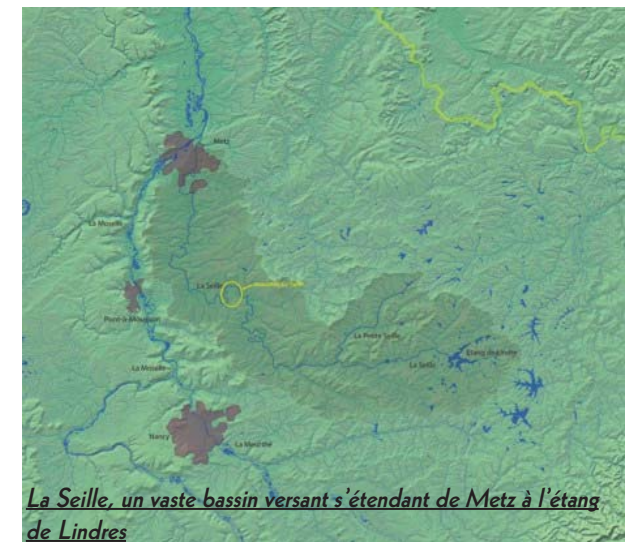 Metz
La Moselle
La Seille
Pont-à-Mousson
La Petite Seille
Etang de Lindre
La Moselle
La Seille
Nancy
La Meurthe
La Seille, un vaste bassin versant s'étendant de Metz à l'étang
de Lindres